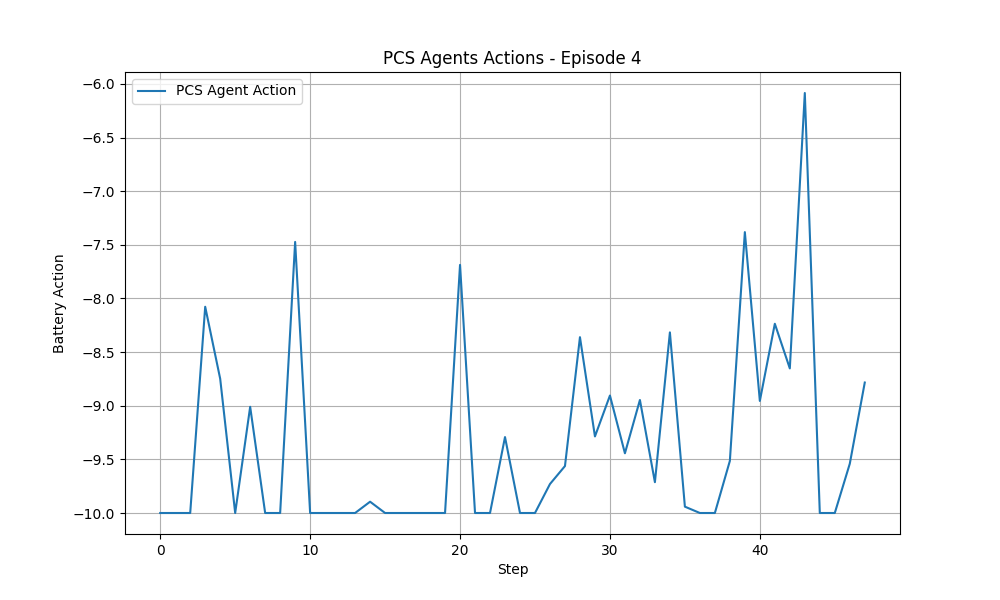 PCS Agents Actions - Episode 4
PCS Agent Action
−6.0
−6.5
−7.0
−7.5
−8.0
−8.5
−9.0
−9.5
−10.0
Battery Action
0 10 20 30 40
Step